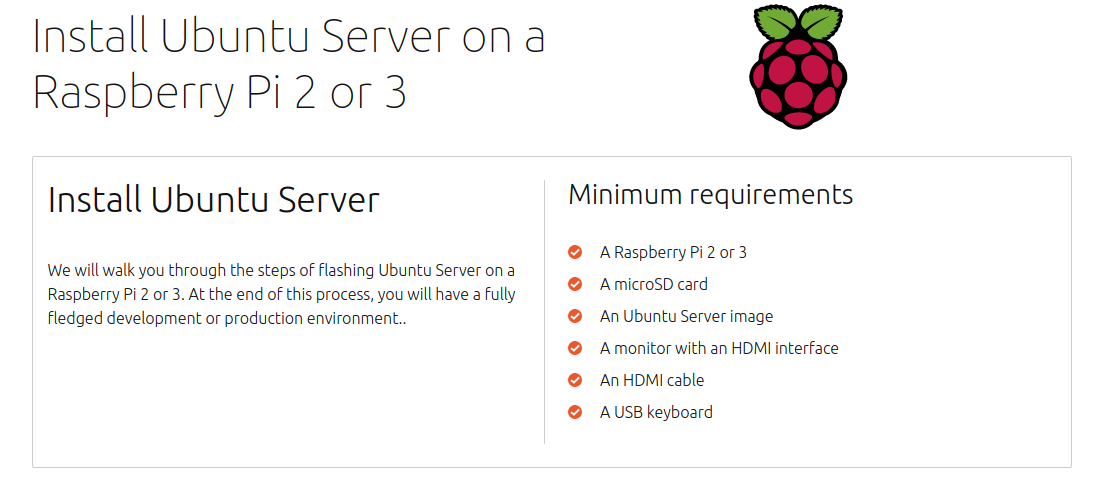 Install Ubuntu Server on a
Raspberry Pi 2 or 3
Install Ubuntu Server
We will walk you through the steps of flashing Ubuntu Server on a
Raspberry Pi 2 or 3. At the end of this process, you will have a fully
fledged development or production environment..
Minimum requirements
A Raspberry Pi 2 or 3
A microSD card
An Ubuntu Server image
A monitor with an HDMI interface
An HDMI cable
A USB keyboard